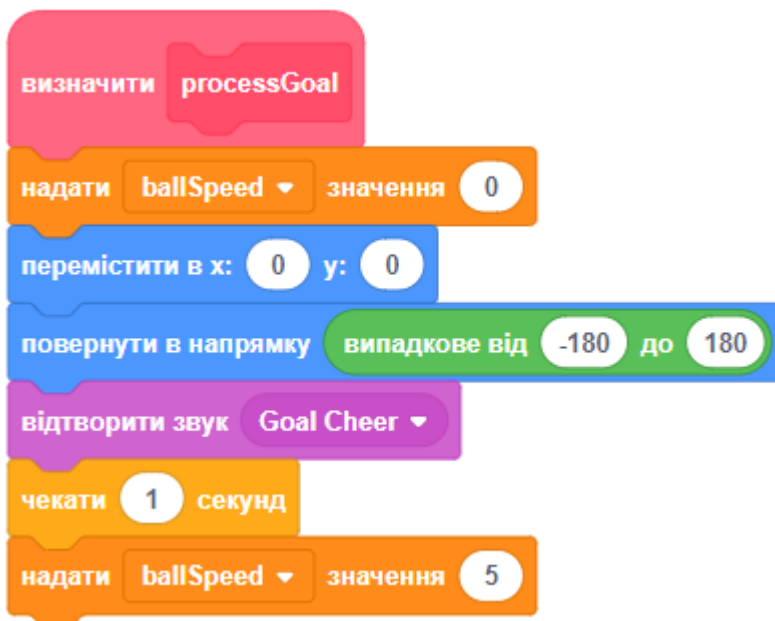 визначити processGoal
надати ballSpeed значення 0
перемістити в x: 0 y: 0
повернути в напрямку випадкове від -180 до 180
відтворити звук Goal Cheer
чекати 1 секунд
надати ballSpeed значення 5